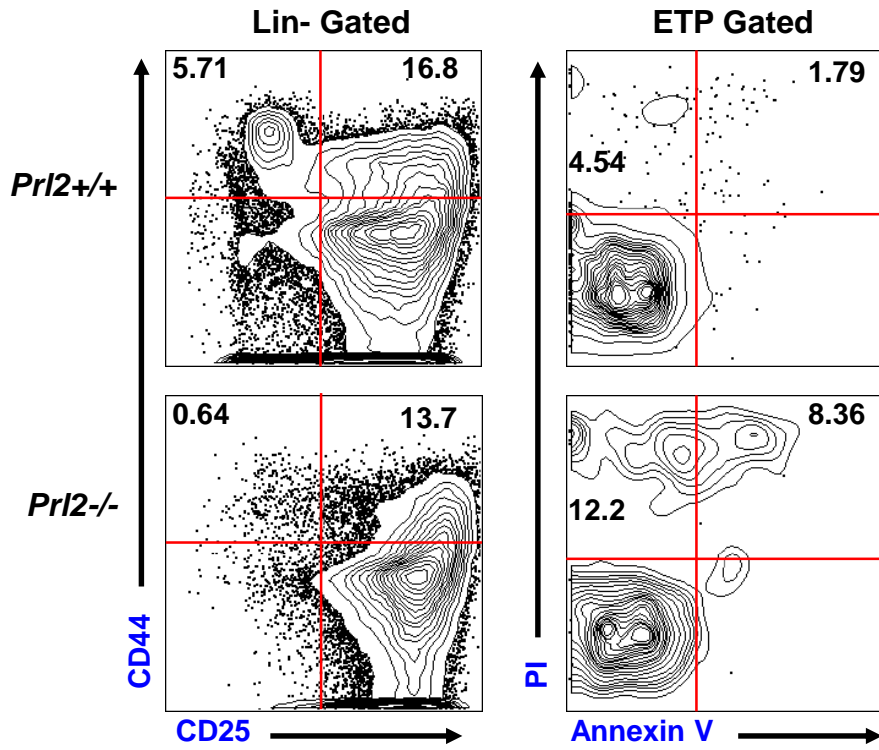 Lin- Gated
ETP Gated
5.71
16.8
1.79
4.54
Prl2+/+
0.64
13.7
8.36
12.2
Prl2-/-
CD44
PI
CD25
Annexin V